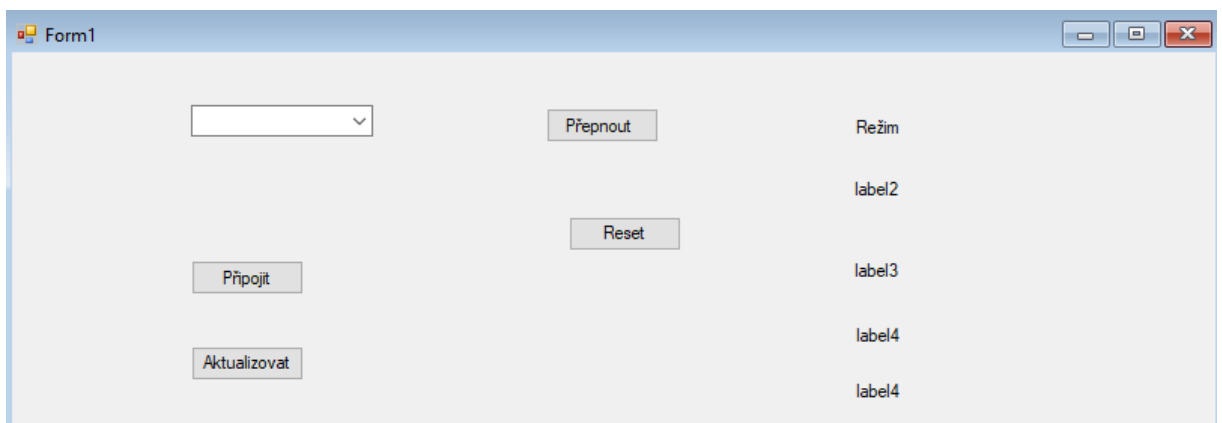 Form1
Přepnout
Režim
label2
Reset
Připojit
label3
label4
Aktualizovat
label4